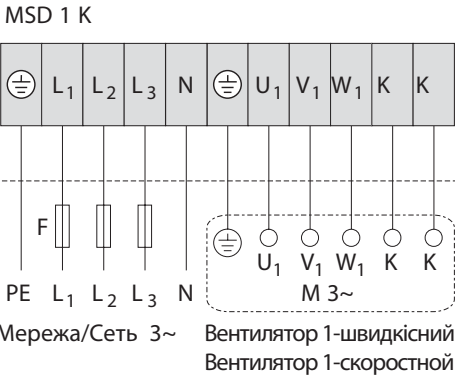 MSD 1 K
L1 L2 L3 N U1 V1 W1 K K
F
U1 V1 W1 K K
PE L1 L2 L3 N M 3~
Мережа/Сеть 3~ Вентилятор 1-швидкісний
Вентилятор 1-скоростной